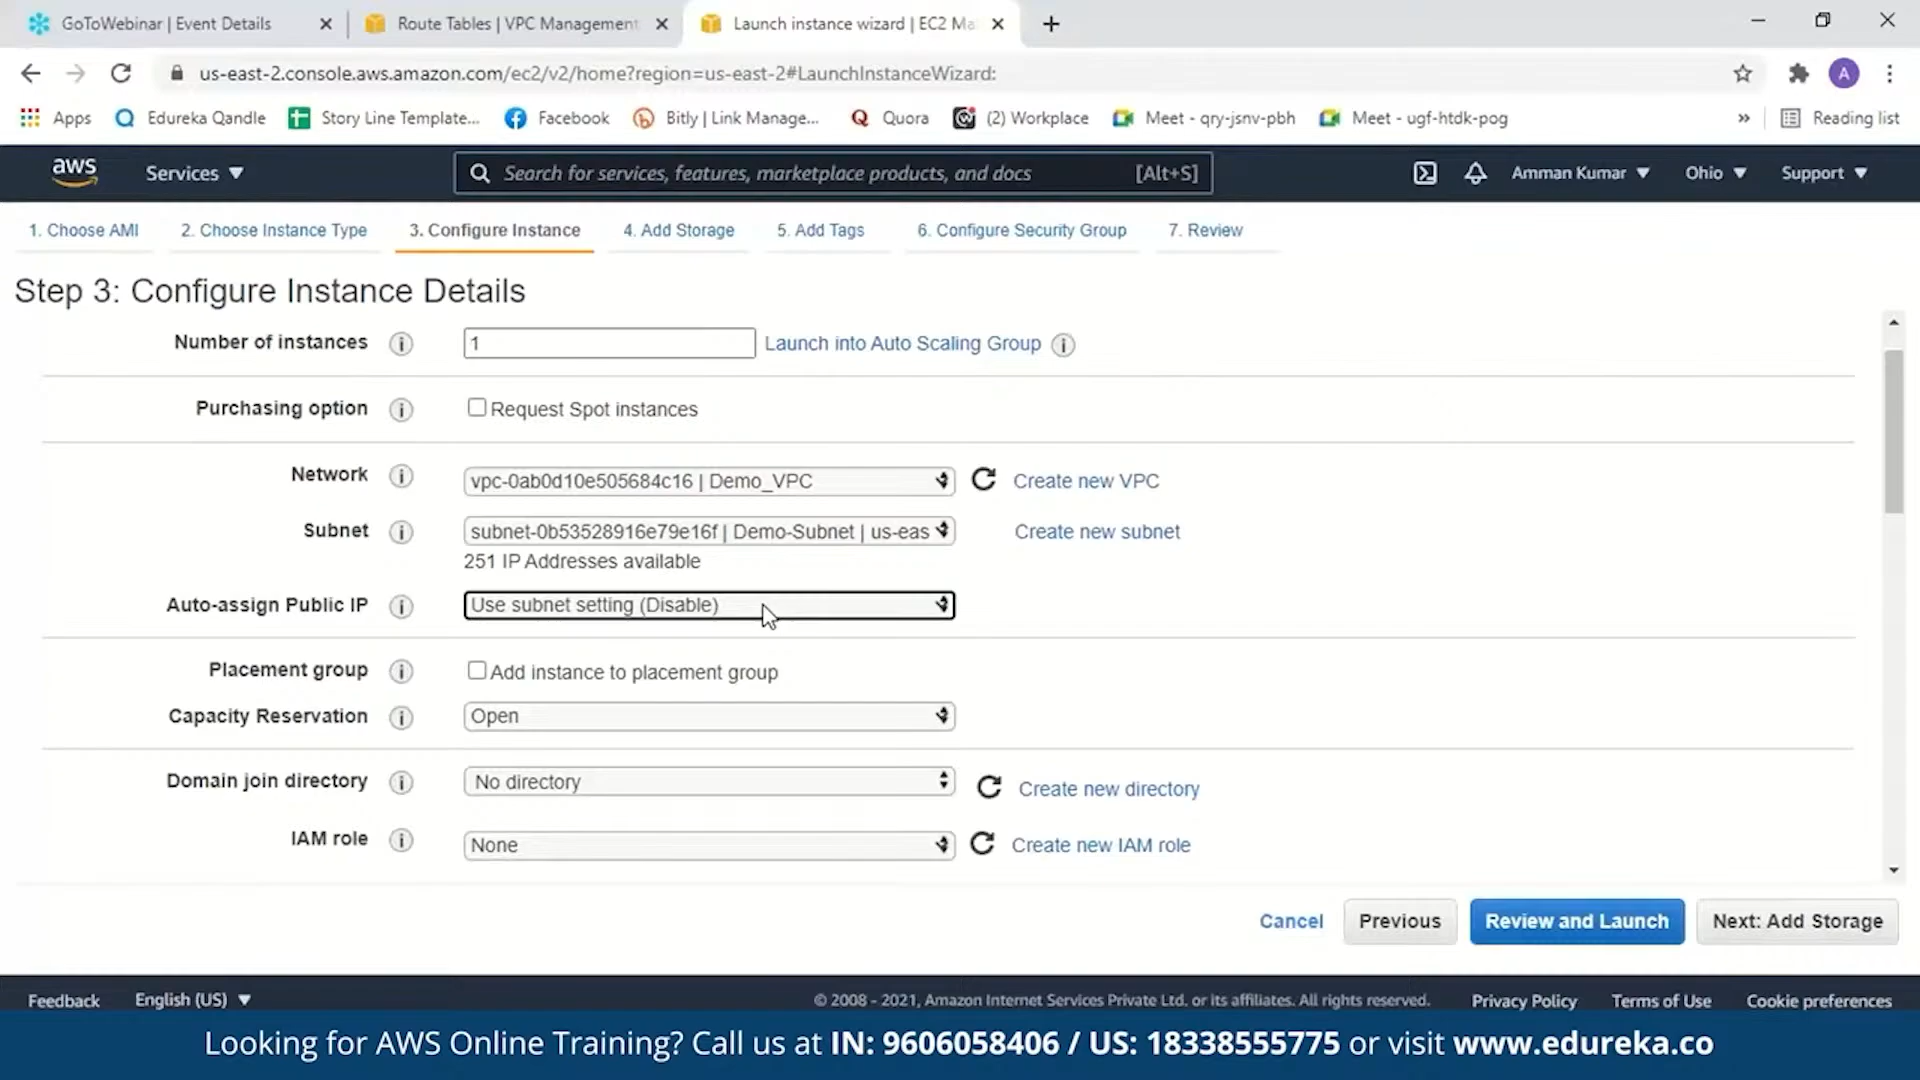 GoToWebinar | Event Details
Route Tables | VPC Management
Launch instance wizard | EC2 Ma
us-east-2.console.aws.amazon.com/ec2/v2/home?region=us-east-2#LaunchInstanceWizard:
A
Apps Edureka Qandle Story Line Template... Facebook Bitly | Link Manage... Quora (2) Workplace Meet - qry-jsnv-pbh Meet - ugf-htdk-pog » Reading list
aws Services Search for services, features, marketplace products, and docs [Alt+S] Amman Kumar Ohio Support
1. Choose AMI 2. Choose Instance Type 3. Configure Instance 4. Add Storage 5. Add Tags 6. Configure Security Group 7. Review
Step 3: Configure Instance Details
Number of instances 1 Launch into Auto Scaling Group
Purchasing option Request Spot instances
Network vpc-0ab0d10e505684c16 | Demo_VPC Create new VPC
Subnet subnet-0b53528916e79e16f | Demo-Subnet | us-eas Create new subnet
251 IP Addresses available
Auto-assign Public IP Use subnet setting (Disable)
Placement group Add instance to placement group
Capacity Reservation Open
Domain join directory No directory Create new directory
IAM role None Create new IAM role
Cancel Previous Review and Launch Next: Add Storage
Feedback English (US) © 2008 - 2021, Amazon Internet Services Private Ltd. or its affiliates. All rights reserved. Privacy Policy Terms of Use Cookie preferences
Looking for AWS Online Training? Call us at IN: 9606058406 / US: 18338555775 or visit www.edureka.co